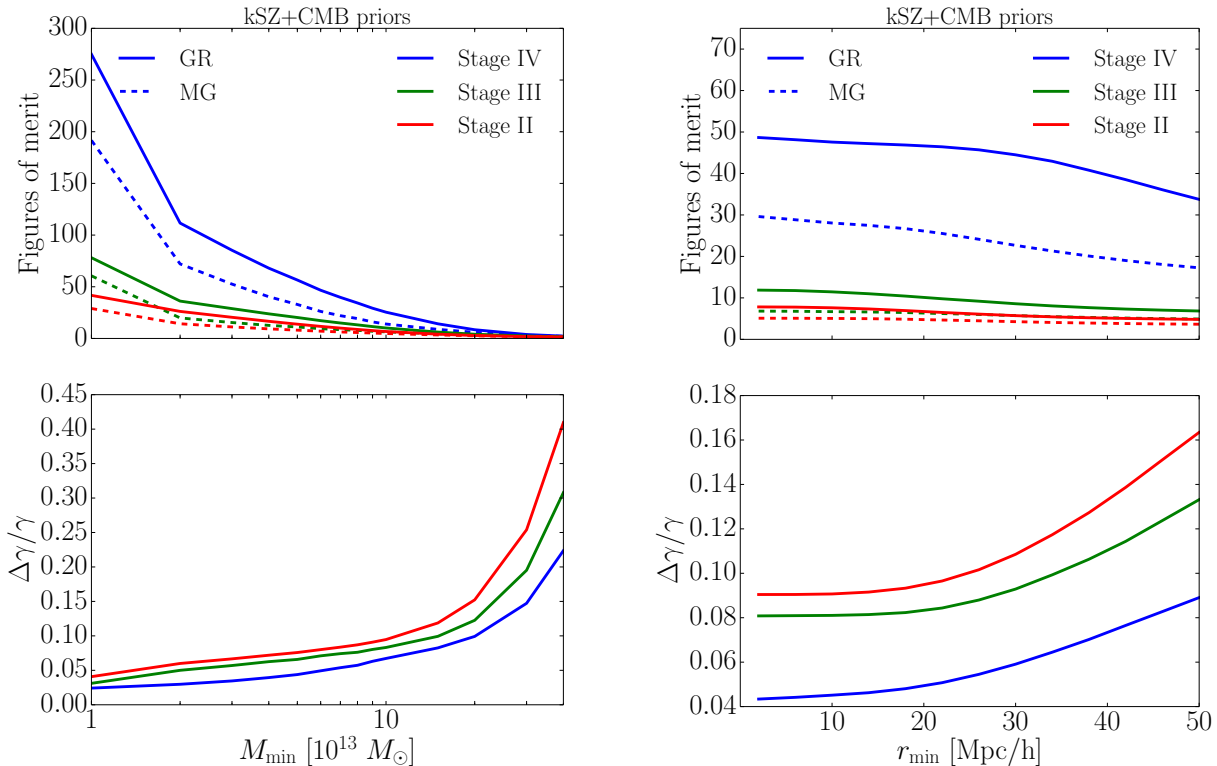 kSZ+CMB priors
300
250
200
150
100
50
0
Figures of merit
GR
MG
Stage IV
Stage III
Stage II
kSZ+CMB priors
70
60
50
40
30
20
10
0
Figures of merit
GR
MG
Stage IV
Stage III
Stage II
0.45
0.40
0.35
0.30
0.25
0.20
0.15
0.10
0.05
0.00
Δγ/γ
1 10
M_min [10^13 M_⊙]
0.18
0.16
0.14
0.12
0.10
0.08
0.06
0.04
Δγ/γ
10 20 30 40 50
r_min [Mpc/h]